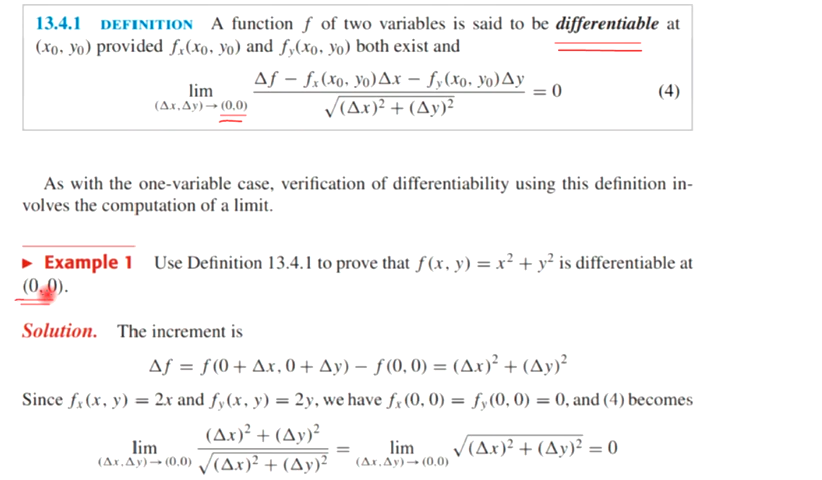 13.4.1 DEFINITION A function f of two variables is said to be differentiable at
(x₀, y₀) provided fₓ(x₀, y₀) and f_y(x₀, y₀) both exist and
lim_{(Δx,Δy)→(0,0)} (Δf − fₓ(x₀, y₀)Δx − f_y(x₀, y₀)Δy) / √((Δx)² + (Δy)²) = 0 (4)
As with the one-variable case, verification of differentiability using this definition in-
volves the computation of a limit.
► Example 1 Use Definition 13.4.1 to prove that f(x, y) = x² + y² is differentiable at
(0, 0).
Solution. The increment is
Δf = f(0 + Δx, 0 + Δy) − f(0, 0) = (Δx)² + (Δy)²
Since fₓ(x, y) = 2x and f_y(x, y) = 2y, we have fₓ(0, 0) = f_y(0, 0) = 0, and (4) becomes
lim_{(Δx,Δy)→(0,0)} ((Δx)² + (Δy)²) / √((Δx)² + (Δy)²) = lim_{(Δx,Δy)→(0,0)} √((Δx)² + (Δy)²) = 0